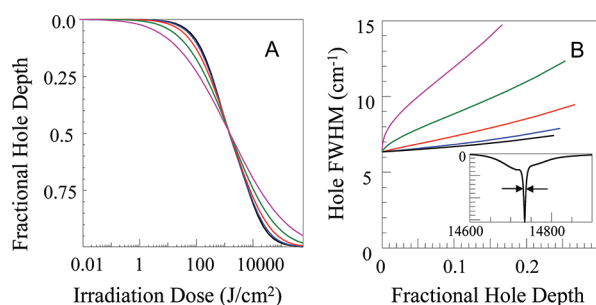 A
0.0
0.25
0.50
0.75
Fractional Hole Depth
0.01 1 100 10000
Irradiation Dose (J/cm²)
B
15
10
5
0
Hole FWHM (cm⁻¹)
0
14600 14800
0 0.1 0.2
Fractional Hole Depth